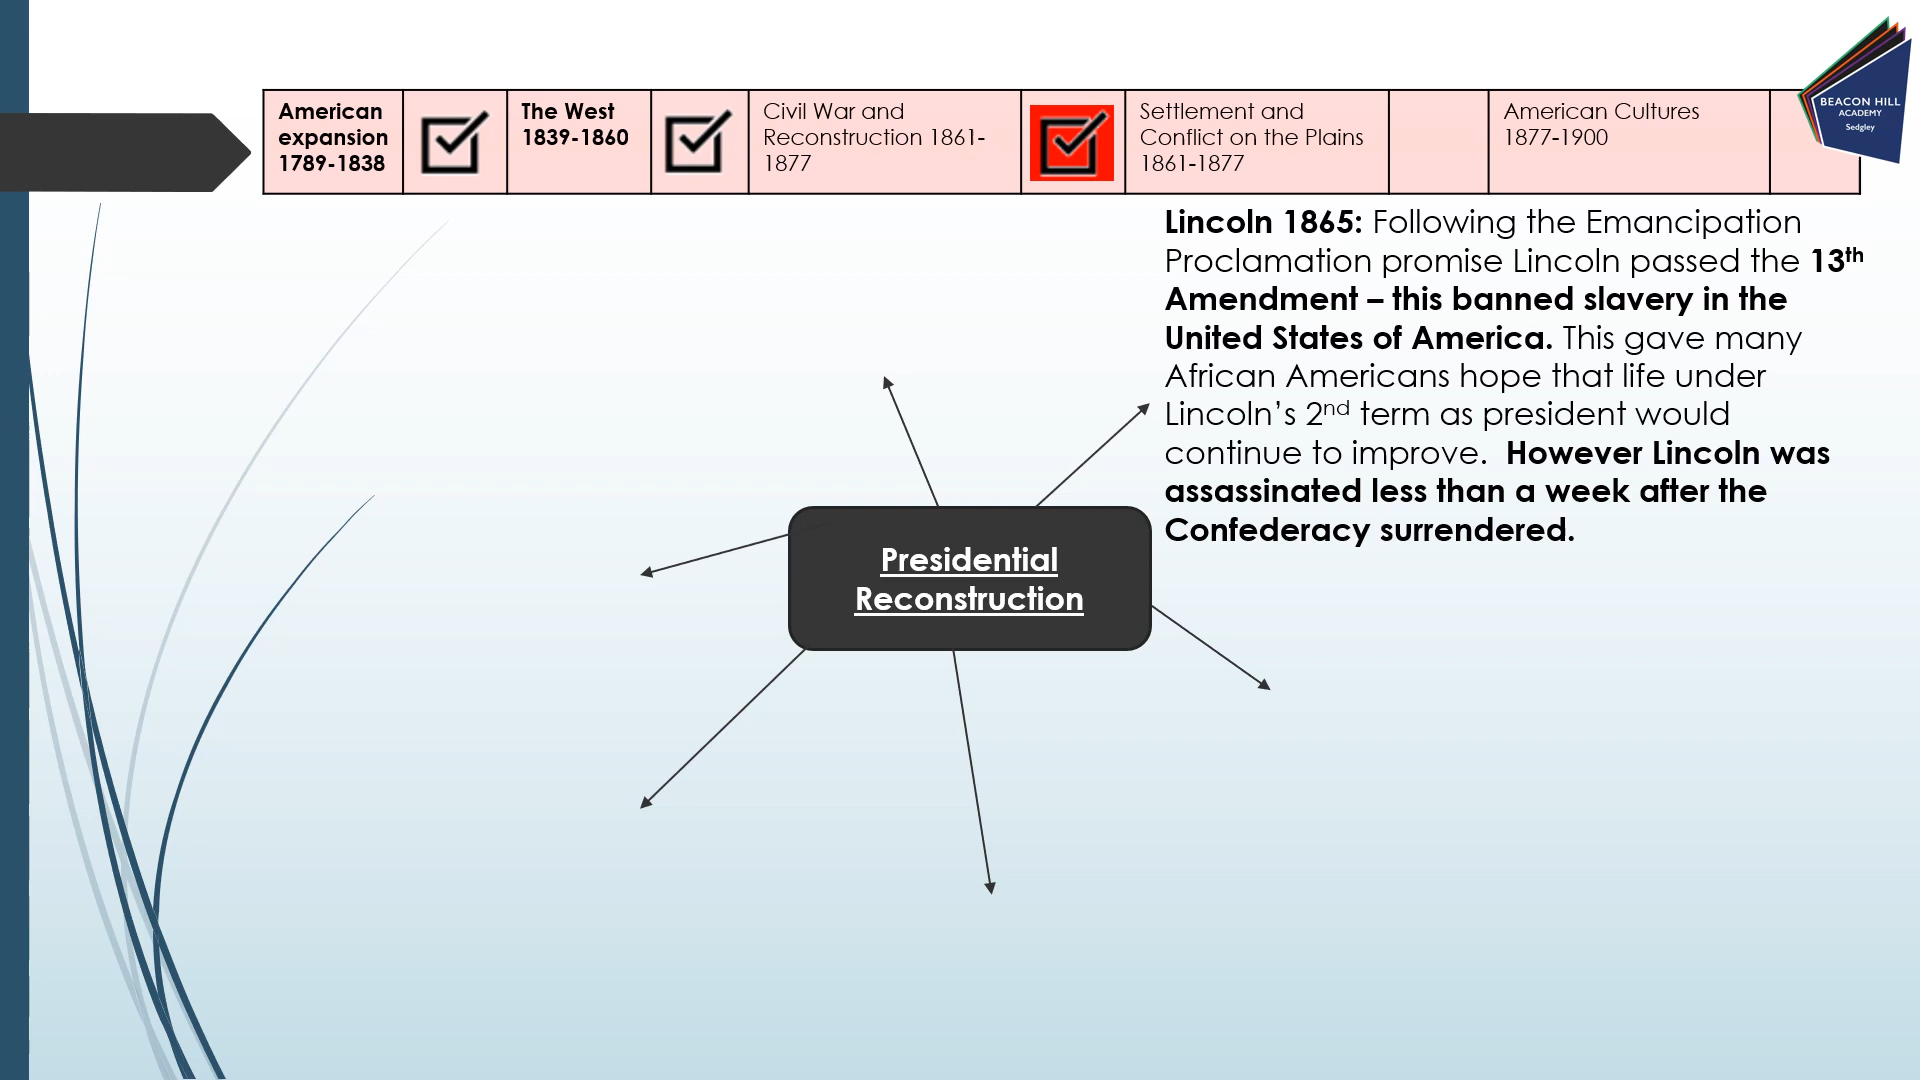 American
expansion
1789-1838
The West
1839-1860
Civil War and
Reconstruction 1861-
1877
Settlement and
Conflict on the Plains
1861-1877
American Cultures
1877-1900
BEACON HILL
ACADEMY
Sedgley
Lincoln 1865: Following the Emancipation
Proclamation promise Lincoln passed the 13th
Amendment – this banned slavery in the
United States of America. This gave many
African Americans hope that life under
Lincoln’s 2nd term as president would
continue to improve.  However Lincoln was
assassinated less than a week after the
Confederacy surrendered.
Presidential
Reconstruction